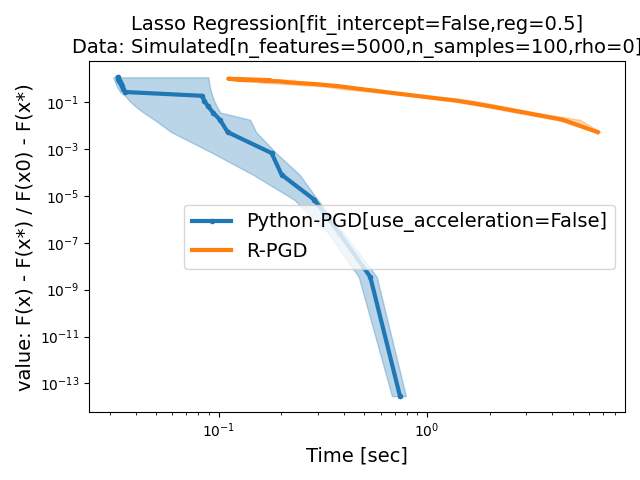 Lasso Regression[fit_intercept=False,reg=0.5]
Data: Simulated[n_features=5000,n_samples=100,rho=0]
value: F(x) - F(x*) / F(x0) - F(x*)
10⁻¹
10⁻³
10⁻⁵
10⁻⁷
10⁻⁹
10⁻¹¹
10⁻¹³
Python-PGD[use_acceleration=False]
R-PGD
10⁻¹ 10⁰
Time [sec]